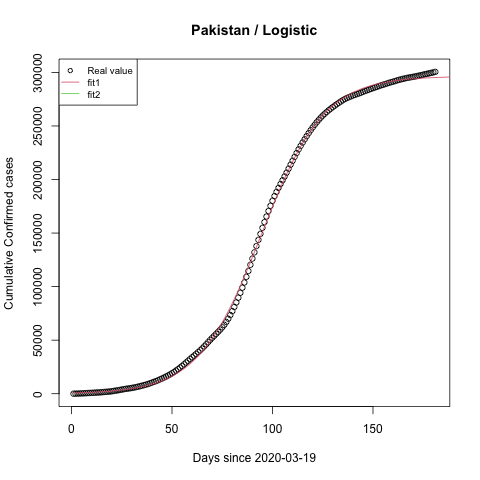 Pakistan / Logistic
Real value
fit1
fit2
Cumulative Confirmed cases
300000
250000
200000
150000
100000
50000
0
0 50 100 150
Days since 2020-03-19